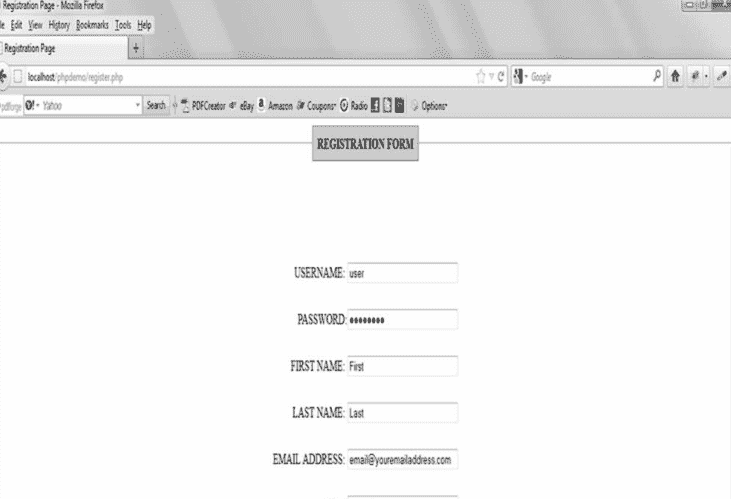 Registration Page - Mozilla Firefox
Edit View History Bookmarks Tools Help
Registration Page +
localhost/phpdemo/register.php Google
Yahoo Search PDFCreator eBay Amazon Coupons Radio Options
REGISTRATION FORM
USERNAME: user
PASSWORD: ••••••••
FIRST NAME: First
LAST NAME: Last
EMAIL ADDRESS: email@youremailaddress.com